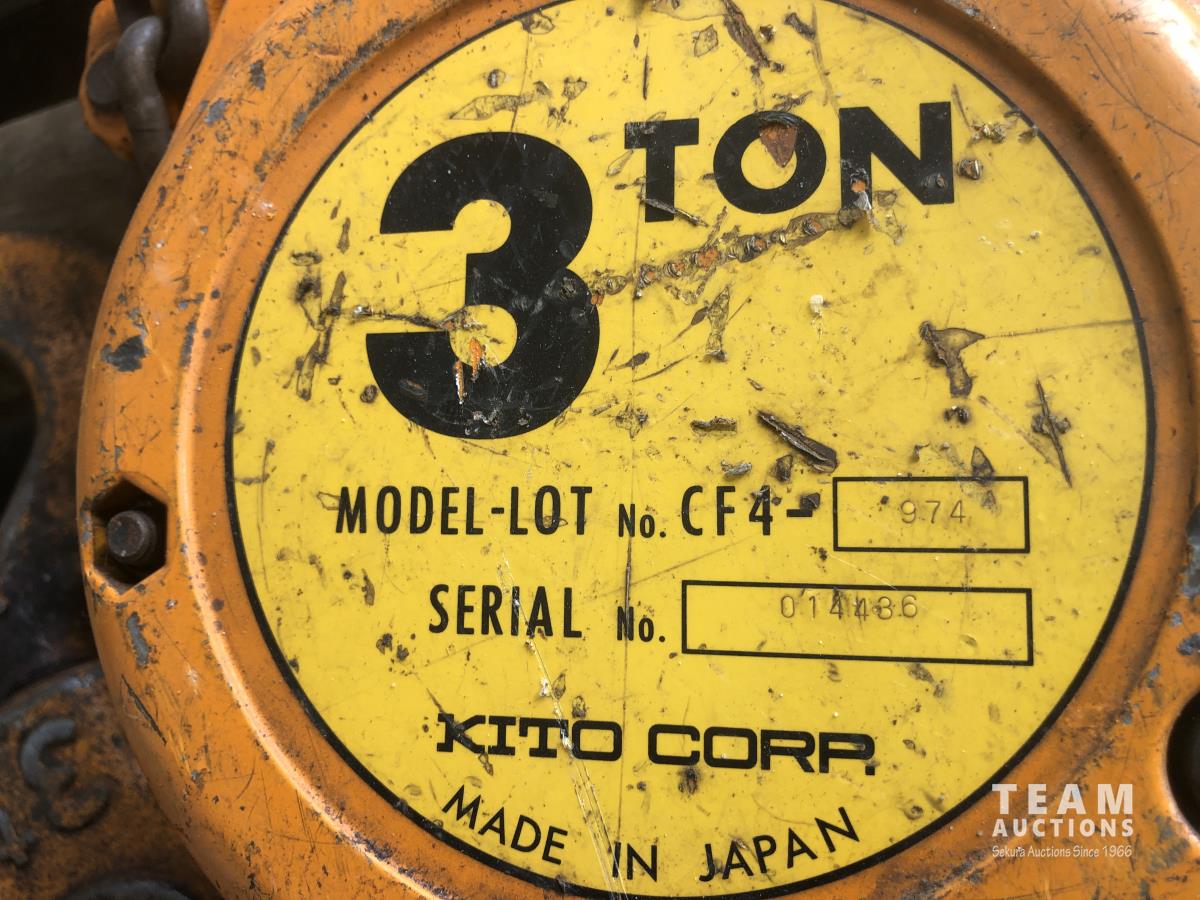 3 TON
MODEL-LOT No. CF4- 974
SERIAL No. 014436
KITO CORP.
MADE IN JAPAN
TEAM
AUCTIONS
Sekura Auctions Since 1966